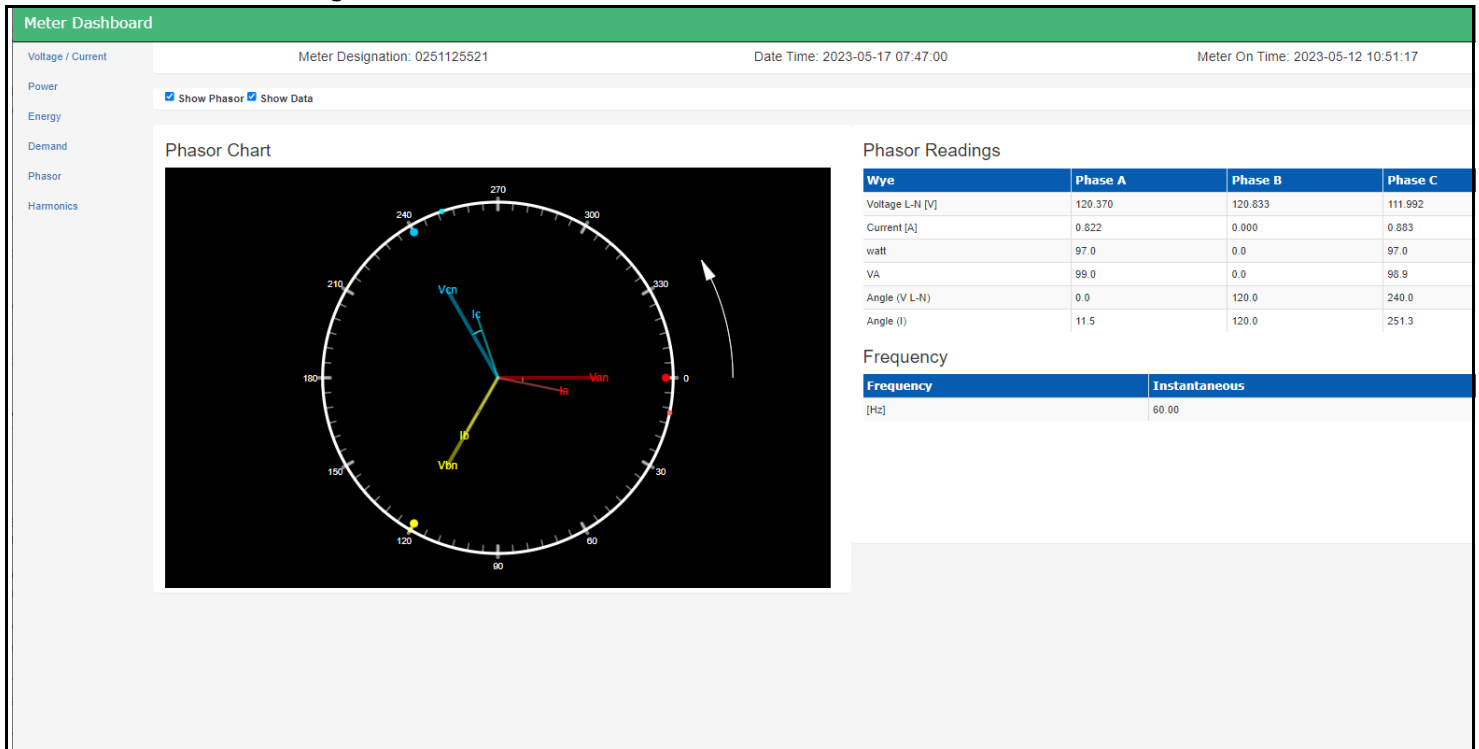 Meter Dashboard
Voltage / Current
Power
Energy
Demand
Phasor
Harmonics
Meter Designation: 0251125521 Date Time: 2023-05-17 07:47:00 Meter On Time: 2023-05-12 10:51:17
Show Phasor Show Data
Phasor Chart
270
240 300
210 330
Vcn
Ic
180 Van 0
Ia
Ib
Vbn
150 30
120 60
90
Phasor Readings
Wye Phase A Phase B Phase C
Voltage L-N [V] 120.370 120.833 111.992
Current [A] 0.822 0.000 0.883
watt 97.0 0.0 97.0
VA 99.0 0.0 98.9
Angle (V L-N) 0.0 120.0 240.0
Angle (I) 11.5 120.0 251.3
Frequency
Frequency Instantaneous
[Hz] 60.00